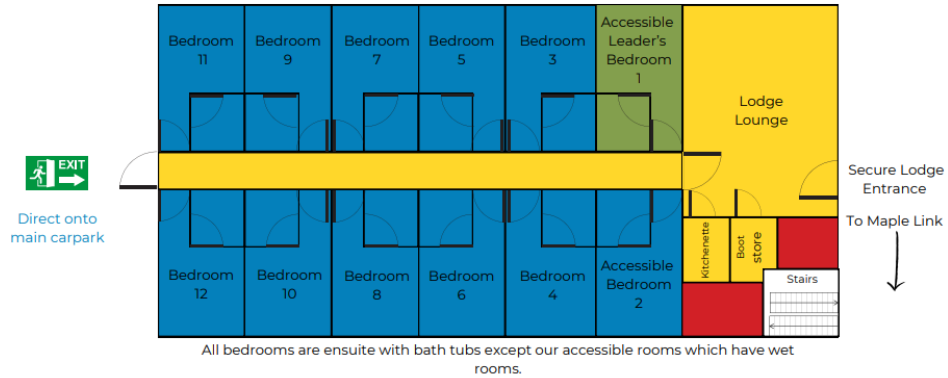 Bedroom
11
Bedroom
9
Bedroom
7
Bedroom
5
Bedroom
3
Accessible
Leader's
Bedroom
1
Lodge
Lounge
EXIT
Direct onto
main carpark
Secure Lodge
Entrance
To Maple Link
Kitchenette
Boot
store
Stairs
Bedroom
12
Bedroom
10
Bedroom
8
Bedroom
6
Bedroom
4
Accessible
Bedroom
2
All bedrooms are ensuite with bath tubs except our accessible rooms which have wet
rooms.